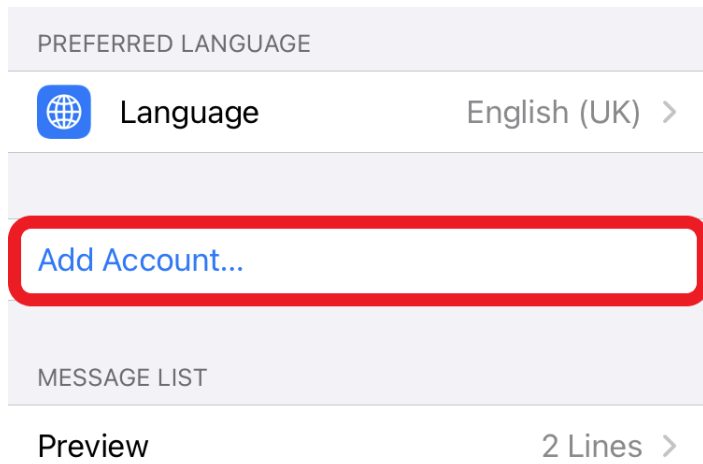 PREFERRED LANGUAGE
Language English (UK)
Add Account...
MESSAGE LIST
Preview 2 Lines